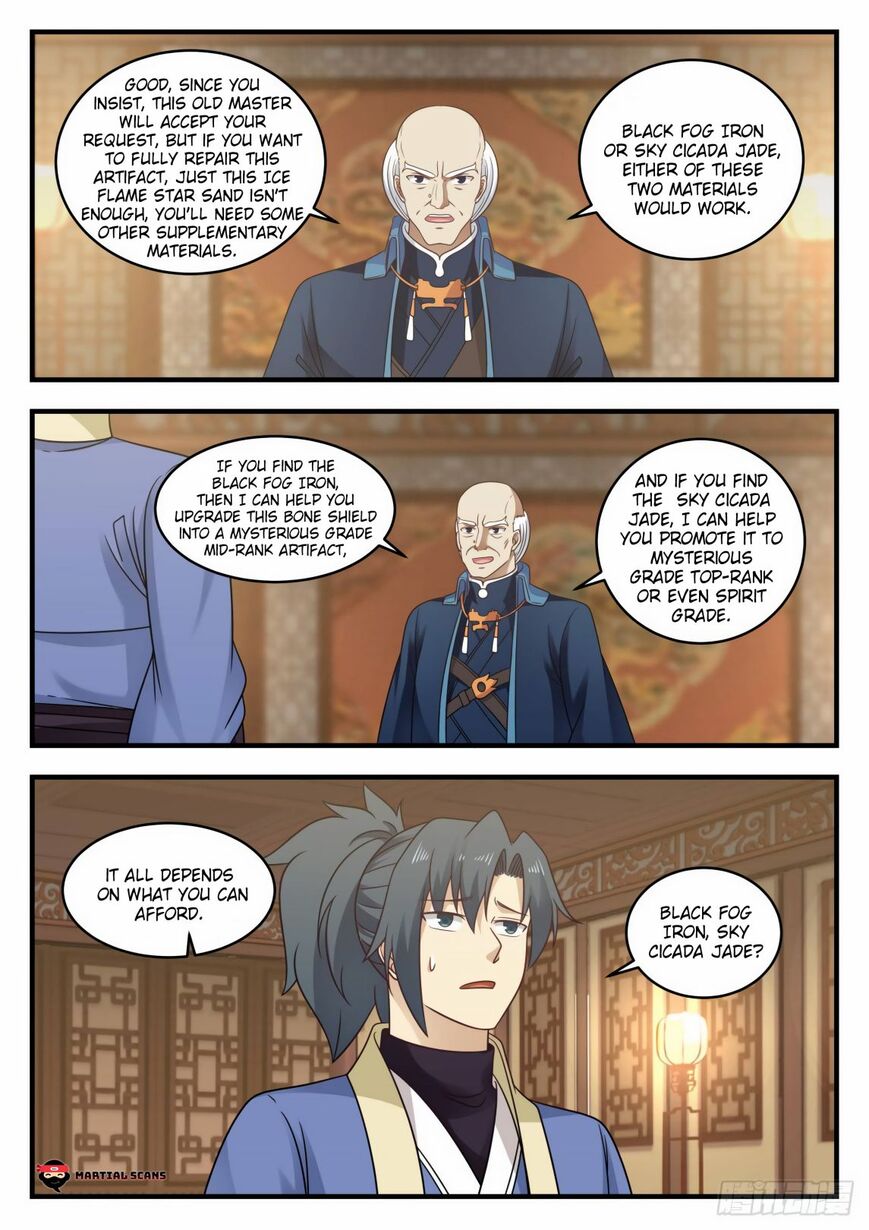 GOOD, SINCE YOU
INSIST, THIS OLD MASTER
WILL ACCEPT YOUR
REQUEST, BUT IF YOU WANT
TO FULLY REPAIR THIS
ARTIFACT, JUST THIS ICE
FLAME STAR SAND ISN'T
ENOUGH, YOU'LL NEED SOME
OTHER SUPPLEMENTARY
MATERIALS.
BLACK FOG IRON
OR SKY CICADA JADE,
EITHER OF THESE
TWO MATERIALS
WOULD WORK.
IF YOU FIND THE
BLACK FOG IRON,
THEN I CAN HELP YOU
UPGRADE THIS BONE SHIELD
INTO A MYSTERIOUS GRADE
MID-RANK ARTIFACT,
AND IF YOU FIND
THE SKY CICADA
JADE, I CAN HELP
YOU PROMOTE IT TO
MYSTERIOUS
GRADE TOP-RANK
OR EVEN SPIRIT
GRADE.
IT ALL DEPENDS
ON WHAT YOU CAN
AFFORD.
BLACK FOG
IRON, SKY
CICADA JADE?
MARTIAL SCANS
腾讯动漫